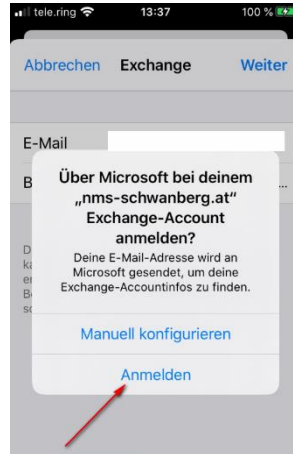 tele.ring 13:37 100 %
Abbrechen Exchange Weiter
E-Mail
B ...
Über Microsoft bei deinem
„nms-schwanberg.at“
Exchange-Account
anmelden?
Deine E-Mail-Adresse wird an
Microsoft gesendet, um deine
Exchange-Accountinfos zu finden.
Manuell konfigurieren
Anmelden